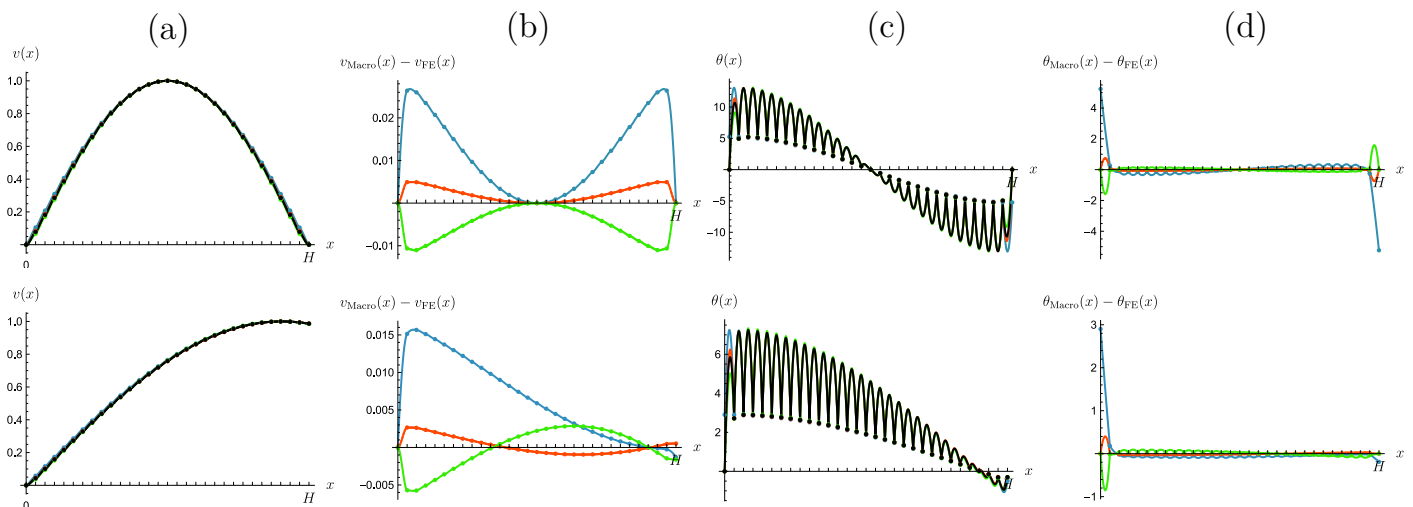 (a) (b) (c) (d)
v(x) v_Macro(x) − v_FE(x) θ(x) θ_Macro(x) − θ_FE(x)
1.0
0.8
0.6
0.4
0.2
0
H
x
0.02
0.01
−0.01
H
x
10
5
−5
−10
H
x
4
2
−2
−4
H
x
v(x) v_Macro(x) − v_FE(x) θ(x) θ_Macro(x) − θ_FE(x)
1.0
0.8
0.6
0.4
0.2
0
H
x
0.015
0.010
0.005
−0.005
H
x
6
4
2
H
x
3
2
1
−1
H
x